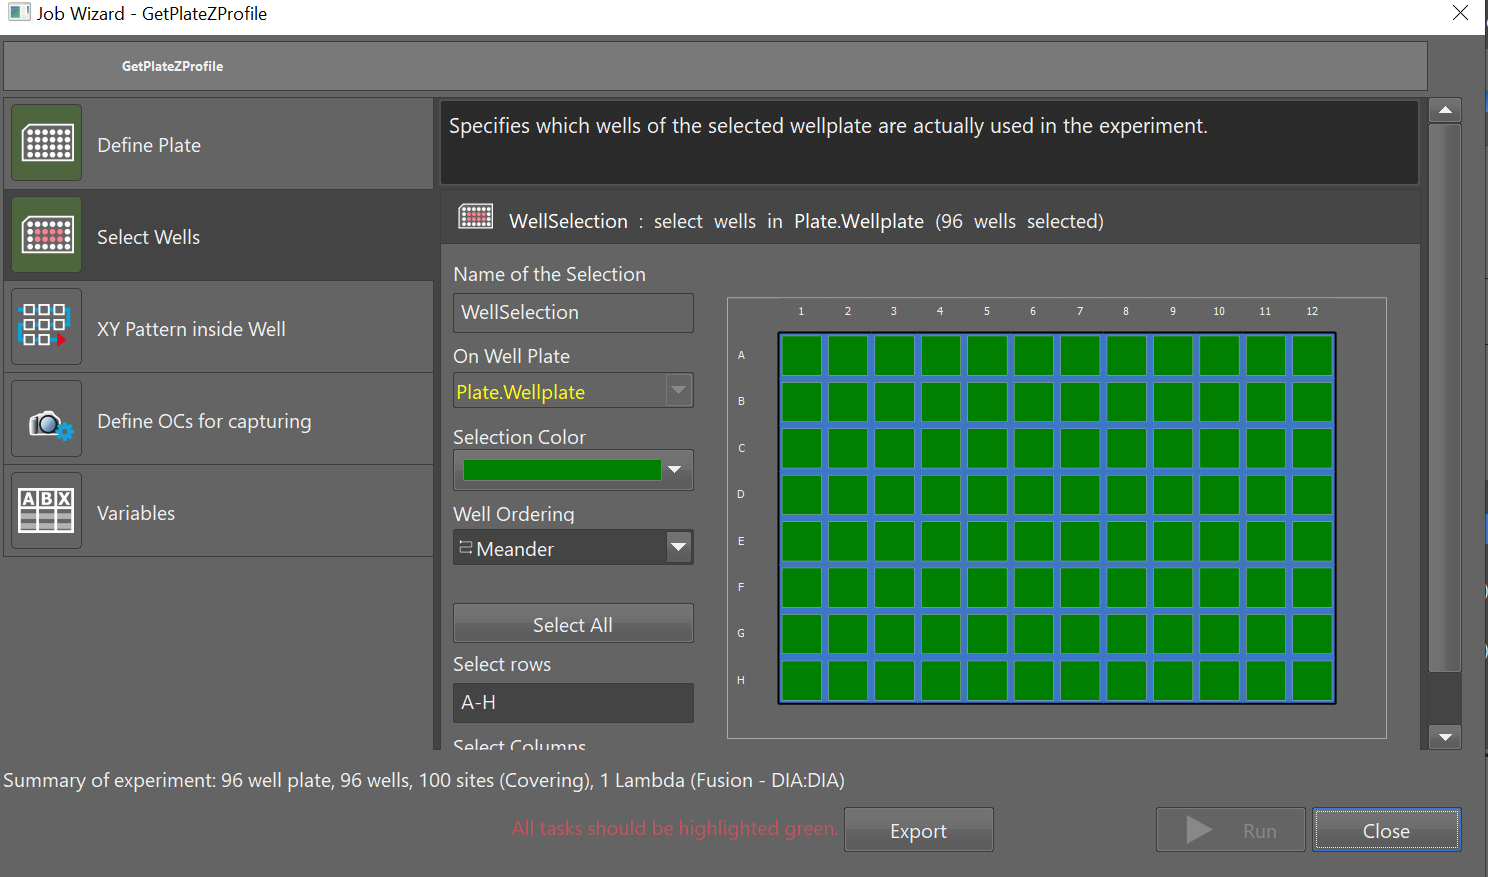 Job Wizard - GetPlateZProfile
GetPlateZProfile
Define Plate
Select Wells
XY Pattern inside Well
Define OCs for capturing
ABX
Variables
Specifies which wells of the selected wellplate are actually used in the experiment.
WellSelection : select wells in Plate.Wellplate (96 wells selected)
Name of the Selection
WellSelection
On Well Plate
Plate.Wellplate
Selection Color
Well Ordering
Meander
Select All
Select rows
A-H
Select Columns
1 2 3 4 5 6 7 8 9 10 11 12
A
B
C
D
E
F
G
H
Summary of experiment: 96 well plate, 96 wells, 100 sites (Covering), 1 Lambda (Fusion - DIA:DIA)
All tasks should be highlighted green.
Export
Run
Close